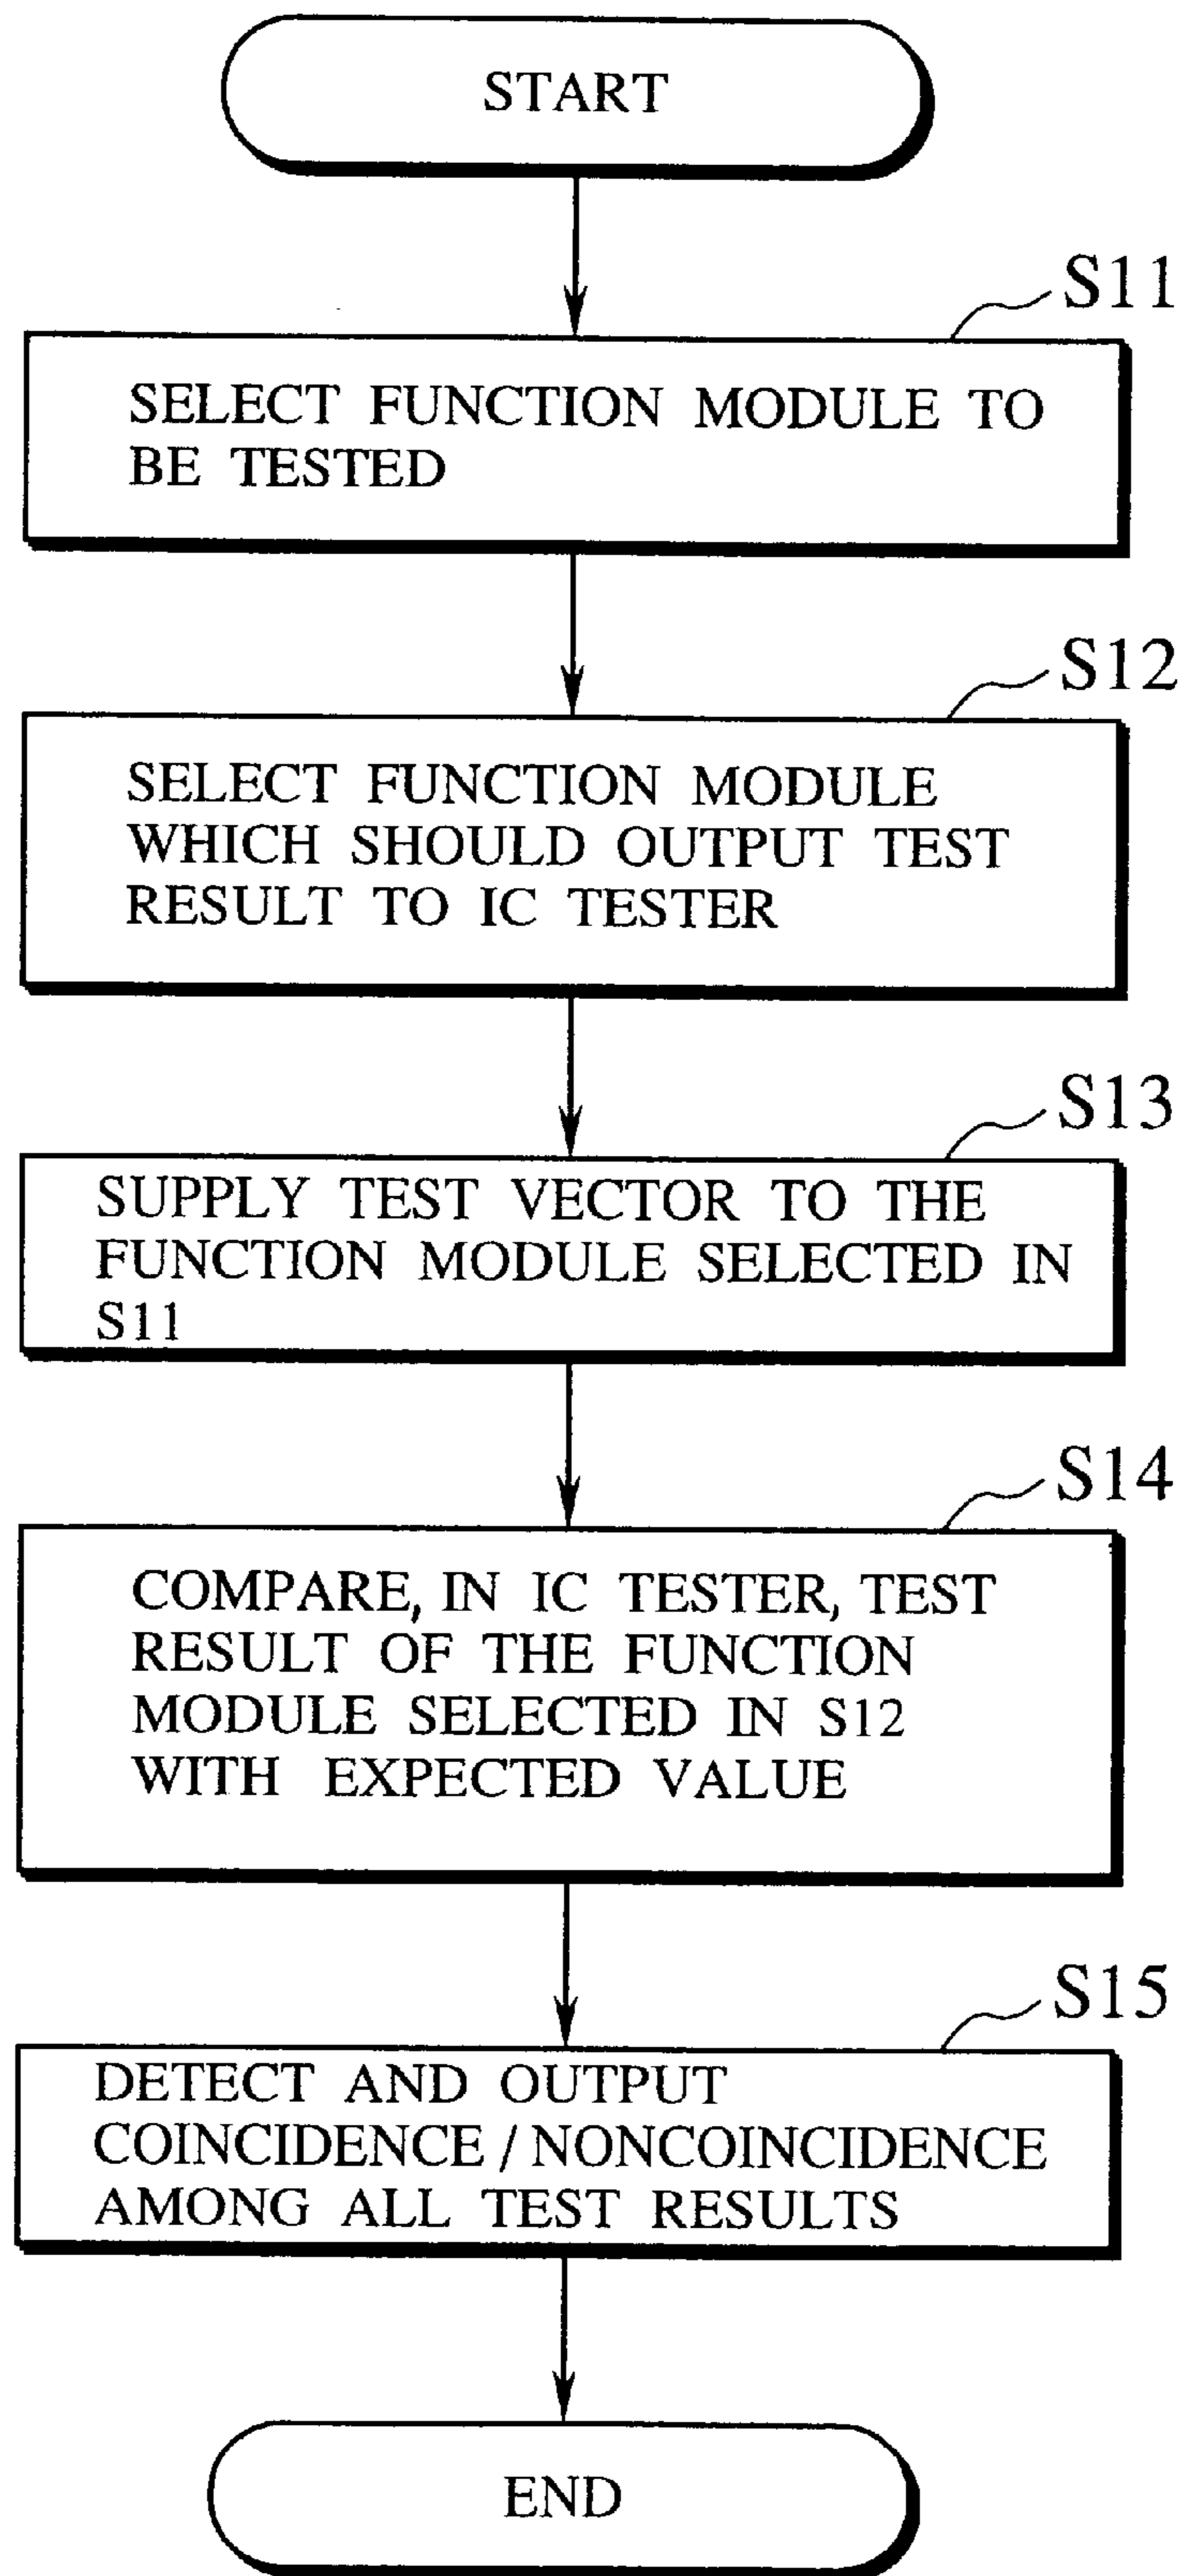 START
S11
SELECT FUNCTION MODULE TO
BE TESTED
S12
SELECT FUNCTION MODULE
WHICH SHOULD OUTPUT TEST
RESULT TO IC TESTER
S13
SUPPLY TEST VECTOR TO THE
FUNCTION MODULE SELECTED IN
S11
S14
COMPARE, IN IC TESTER, TEST
RESULT OF THE FUNCTION
MODULE SELECTED IN S12
WITH EXPECTED VALUE
S15
DETECT AND OUTPUT
COINCIDENCE / NONCOINCIDENCE
AMONG ALL TEST RESULTS
END